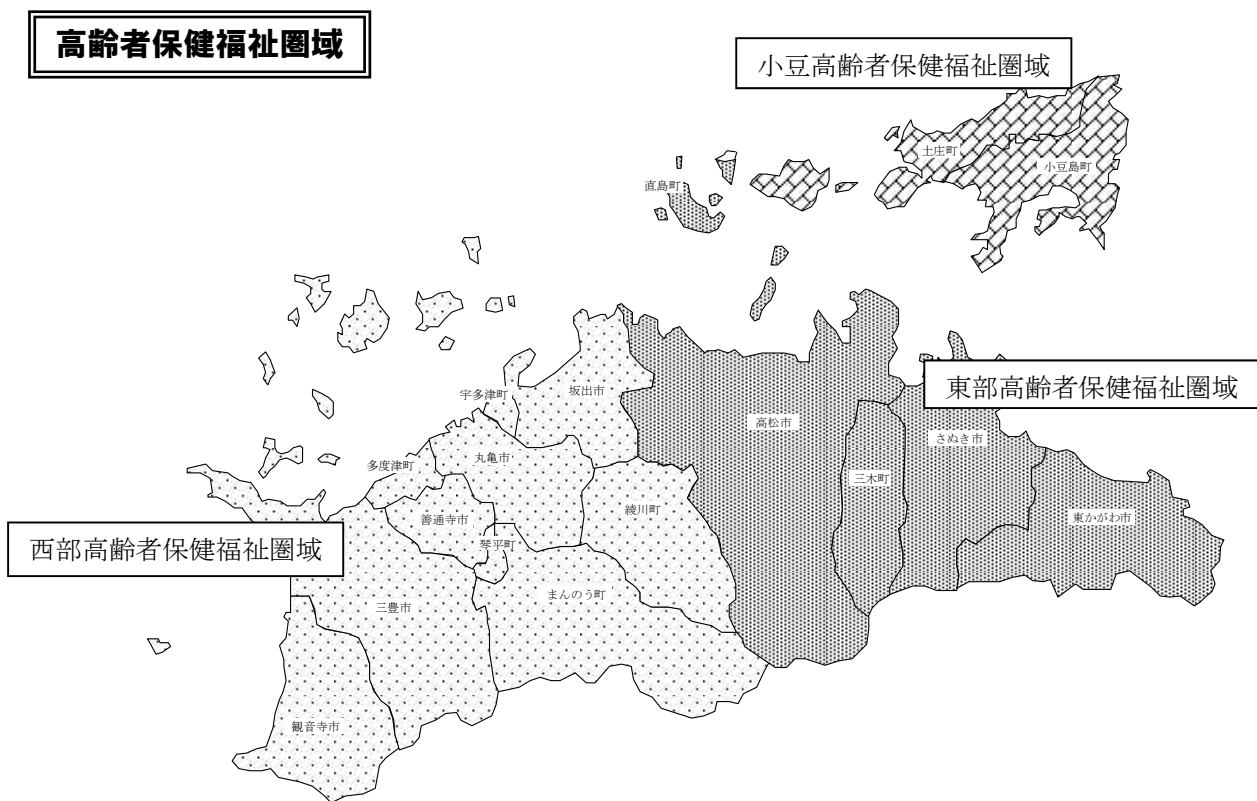 高齢者保健福祉圏域
小豆高齢者保健福祉圏域
土庄町
小豆島町
直島町
東部高齢者保健福祉圏域
宇多津町
坂出市
高松市
さぬき市
多度津町
丸亀市
三木町
善通寺市
綾川町
東かがわ市
琴平町
西部高齢者保健福祉圏域
まんのう町
三豊市
観音寺市